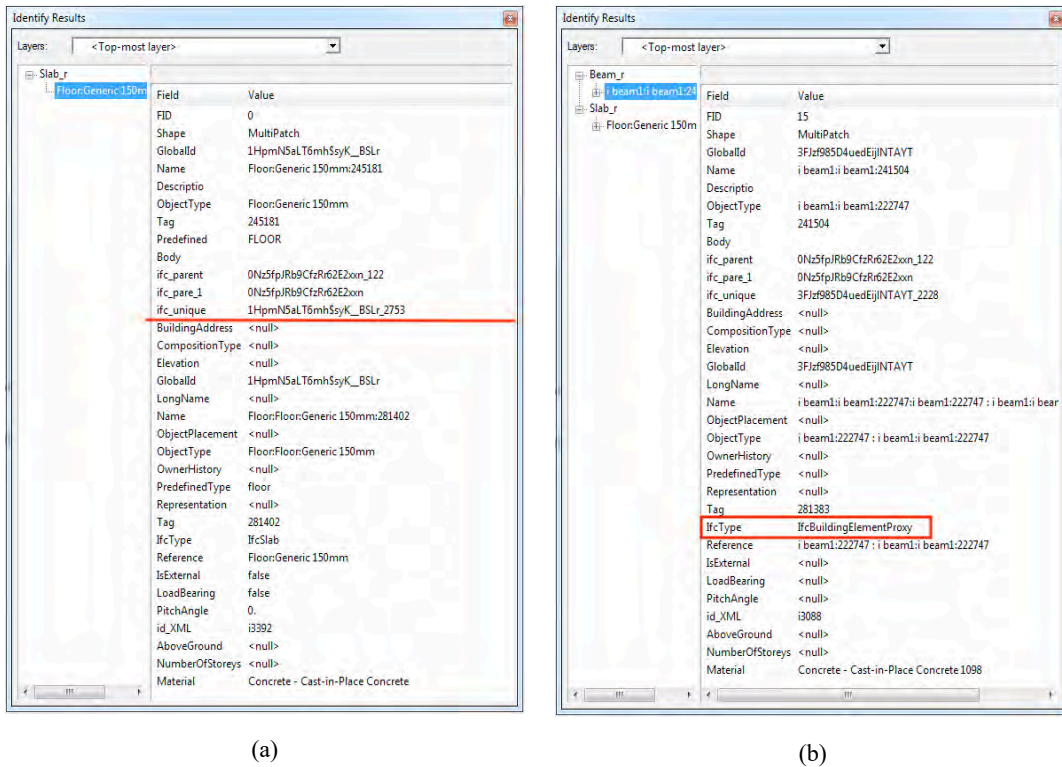 Identify Results
Layers: <Top-most layer>
Slab_r
Floor:Generic 150m
Field Value
FID 0
Shape MultiPatch
GlobalId 1HpmN5aLT6mh$syK__BSLr
Name Floor:Generic 150mm:245181
Descriptio
ObjectType Floor:Generic 150mm
Tag 245181
Predefined FLOOR
Body
ifc_parent 0Nz5fpJRb9CfzRr62E2xxn_122
ifc_pare_1 0Nz5fpJRb9CfzRr62E2xxn
ifc_unique 1HpmN5aLT6mh$syK__BSLr_2753
BuildingAddress <null>
CompositionType <null>
Elevation <null>
GlobalId 1HpmN5aLT6mh$syK__BSLr
LongName <null>
Name Floor:Floor:Generic 150mm:281402
ObjectPlacement <null>
ObjectType Floor:Floor:Generic 150mm
OwnerHistory <null>
PredefinedType floor
Representation <null>
Tag 281402
IfcType IfcSlab
Reference Floor:Generic 150mm
IsExternal false
LoadBearing false
PitchAngle 0.
id_XML i3392
AboveGround <null>
NumberOfStoreys <null>
Material Concrete - Cast-in-Place Concrete
(a)
Identify Results
Layers: <Top-most layer>
Beam_r
i beam1:i beam1:24
Slab_r
Floor:Generic 150m
Field Value
FID 15
Shape MultiPatch
GlobalId 3FJzf985D4uedEijlNTAYT
Name i beam1:i beam1:241504
Descriptio
ObjectType i beam1:i beam1:222747
Tag 241504
Body
ifc_parent 0Nz5fpJRb9CfzRr62E2xxn_122
ifc_pare_1 0Nz5fpJRb9CfzRr62E2xxn
ifc_unique 3FJzf985D4uedEijlNTAYT_2228
BuildingAddress <null>
CompositionType <null>
Elevation <null>
GlobalId 3FJzf985D4uedEijlNTAYT
LongName <null>
Name i beam1:i beam1:222747:i beam1:222747 : i beam1:i bear
ObjectPlacement <null>
ObjectType i beam1:222747 : i beam1:i beam1:222747
OwnerHistory <null>
PredefinedType <null>
Representation <null>
Tag 281383
IfcType IfcBuildingElementProxy
Reference i beam1:222747 : i beam1:i beam1:222747
IsExternal <null>
LoadBearing <null>
PitchAngle <null>
id_XML i3088
AboveGround <null>
NumberOfStoreys <null>
Material Concrete - Cast-in-Place Concrete 1098
(b)